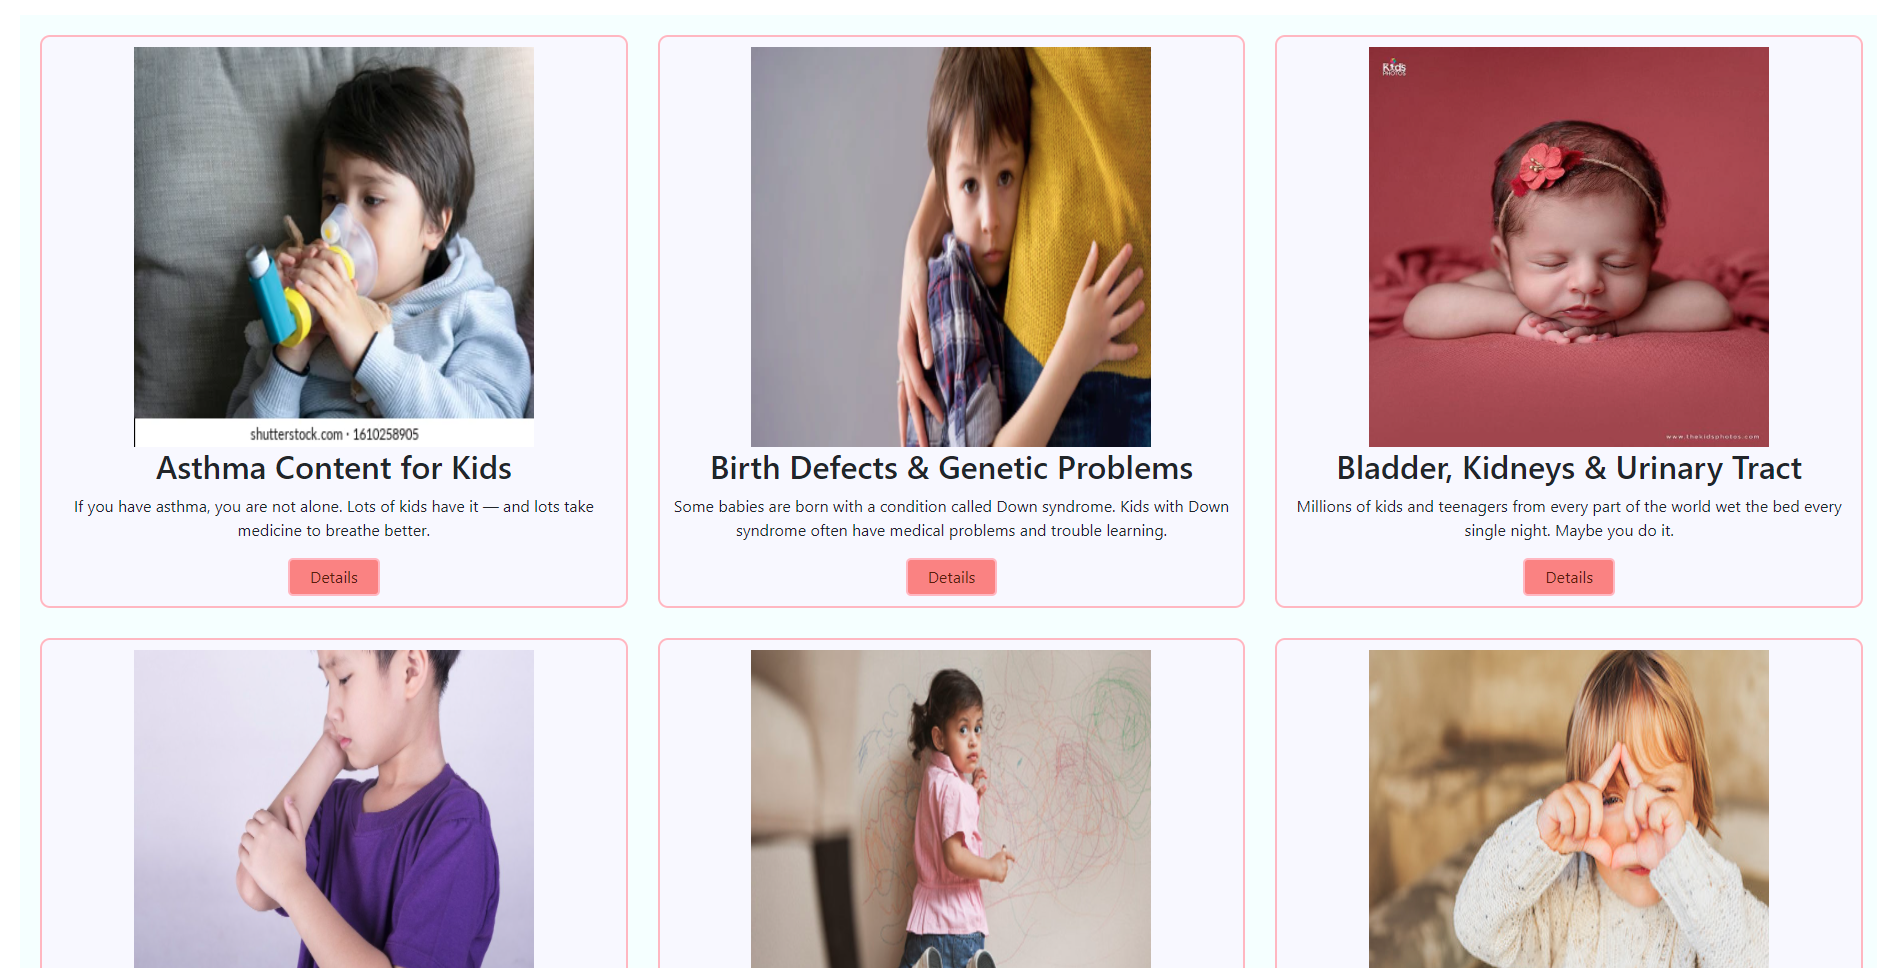 Kids
PHOTOS
shutterstock.com · 1610258905
www.thekidsphotos.com
Asthma Content for Kids
Birth Defects & Genetic Problems
Bladder, Kidneys & Urinary Tract
If you have asthma, you are not alone. Lots of kids have it — and lots take
medicine to breathe better.
Some babies are born with a condition called Down syndrome. Kids with Down
syndrome often have medical problems and trouble learning.
Millions of kids and teenagers from every part of the world wet the bed every
single night. Maybe you do it.
Details
Details
Details